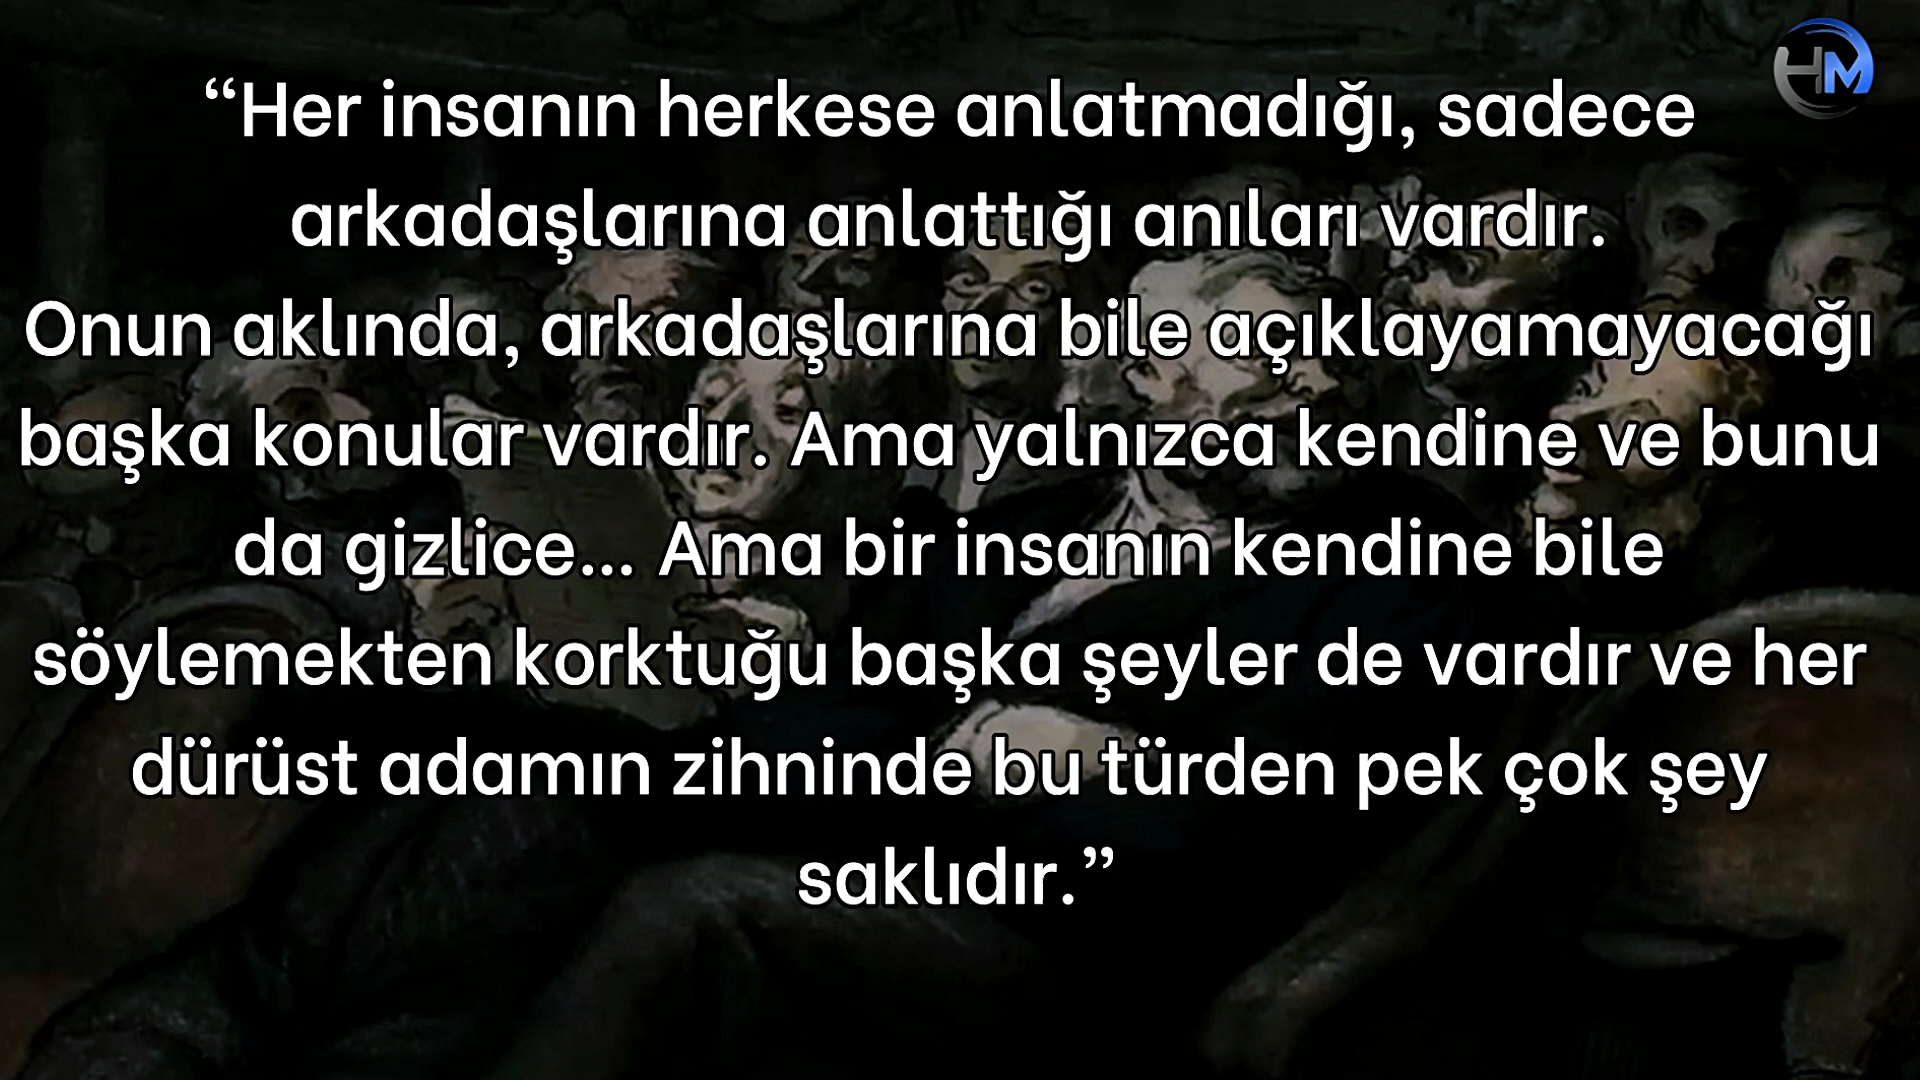 HM
“Her insanın herkese anlatmadığı, sadece
arkadaşlarına anlattığı anıları vardır.
Onun aklında, arkadaşlarına bile açıklayamayacağı
başka konular vardır. Ama yalnızca kendine ve bunu
da gizlice... Ama bir insanın kendine bile
söylemekten korktuğu başka şeyler de vardır ve her
dürüst adamın zihninde bu türden pek çok şey
saklıdır.”